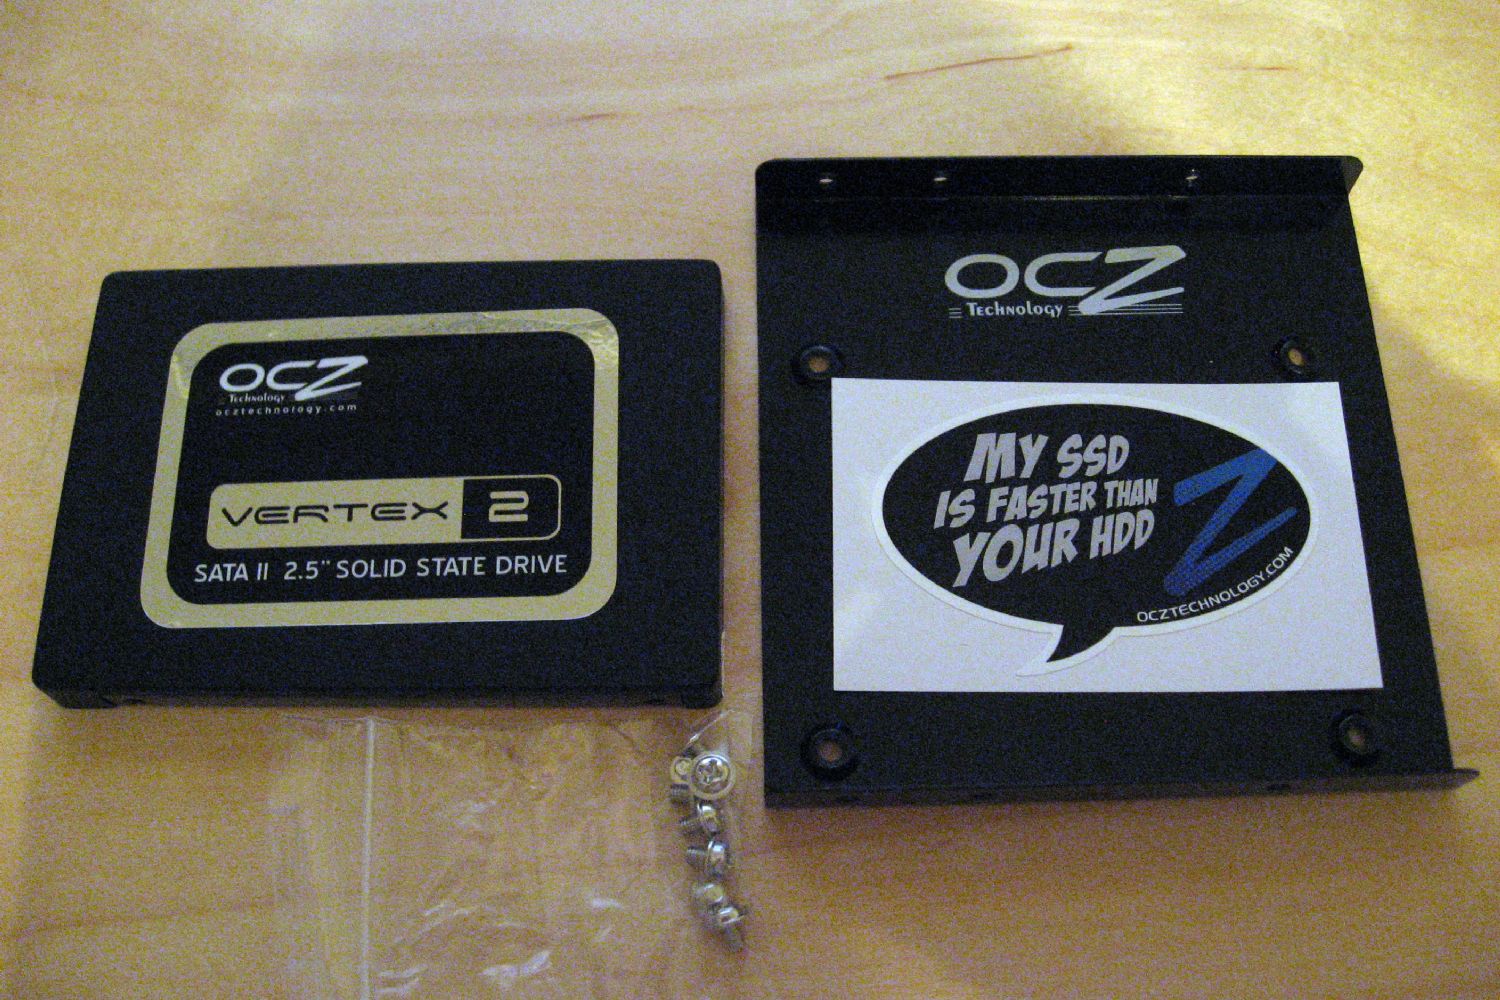 OCZ
Technology
ocztechnology.com
VERTEX 2
SATA II 2.5" SOLID STATE DRIVE
OCZ
Technology
MY SSD
IS FASTER THAN
YOUR HDD
Z
OCZTECHNOLOGY.COM